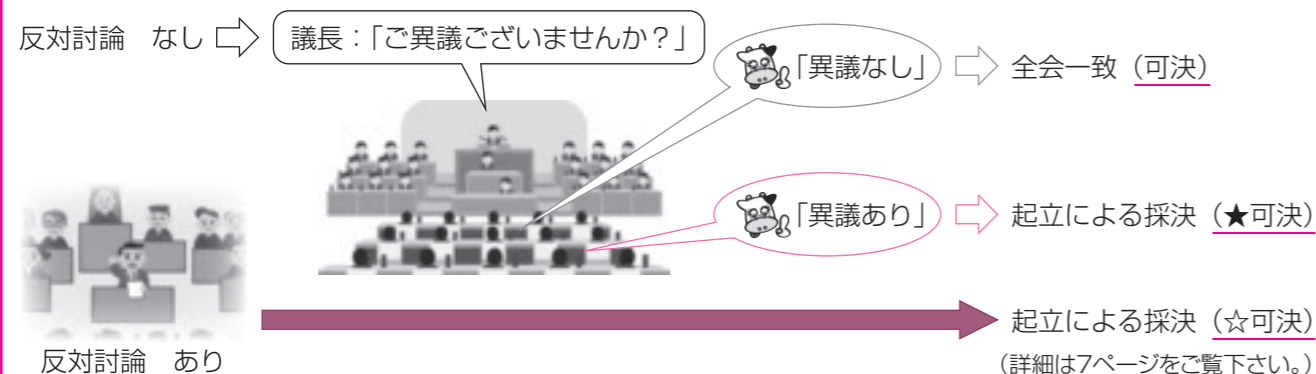 反対討論　なし
議長：「ご異議ございませんか？」
「異議なし」
全会一致（可決）
「異議あり」
起立による採決（★可決）
反対討論　あり
起立による採決（☆可決）
（詳細は7ページをご覧下さい。）